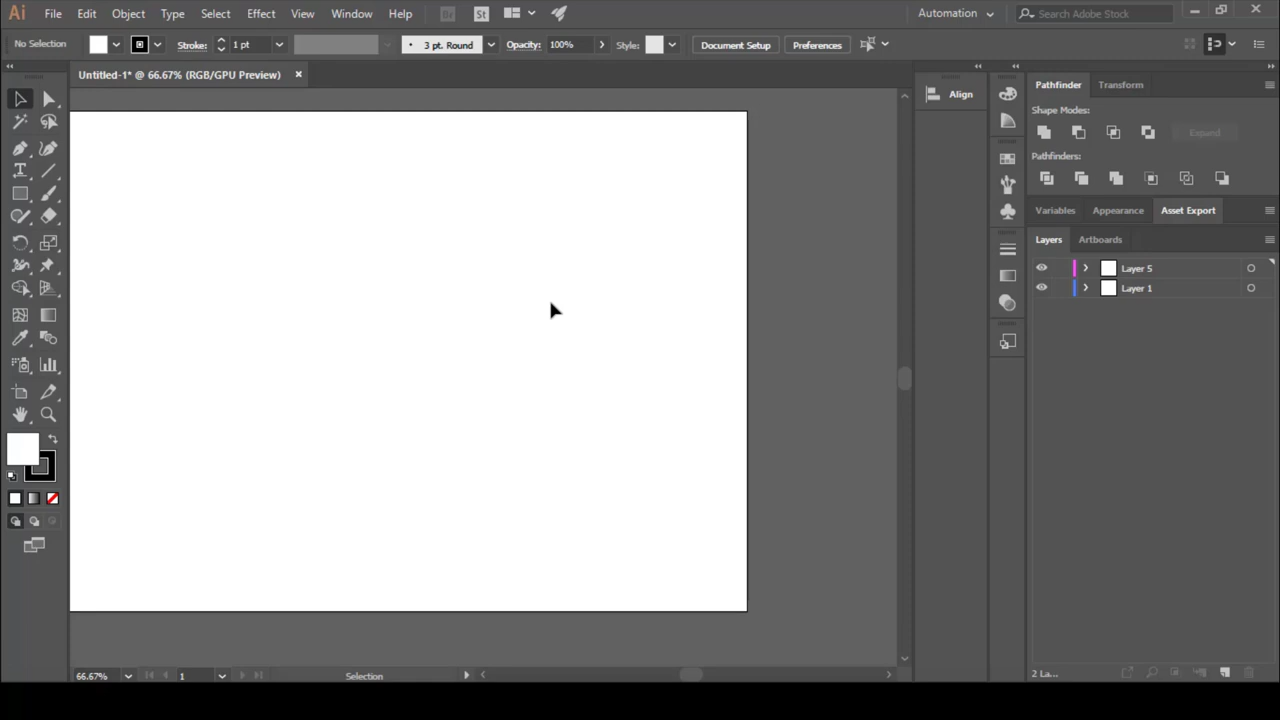 Ai File Edit Object Type Select Effect View Window Help Br St Automation Search Adobe Stock
No Selection Stroke: 1 pt 3 pt. Round Opacity: 100% Style: Document Setup Preferences
Untitled-1* @ 66.67% (RGB/GPU Preview)
Align
Pathfinder Transform
Shape Modes:
Expand
Pathfinders:
Variables Appearance Asset Export
Layers Artboards
Layer 5
Layer 1
66.67% 1 Selection 2 La...